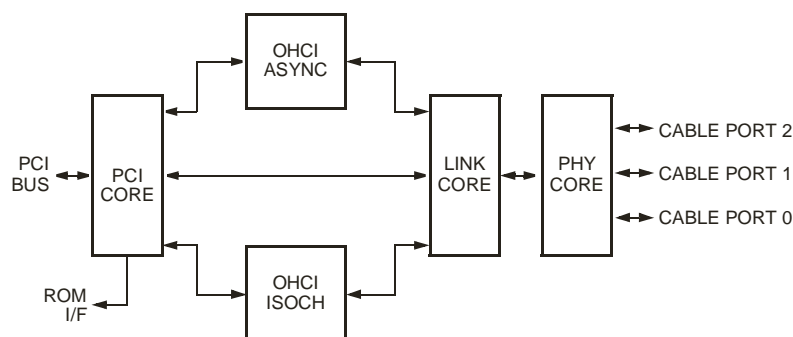 OHCI
ASYNC
PCI
BUS
PCI
CORE
LINK
CORE
PHY
CORE
CABLE PORT 2
CABLE PORT 1
CABLE PORT 0
ROM
I/F
OHCI
ISOCH